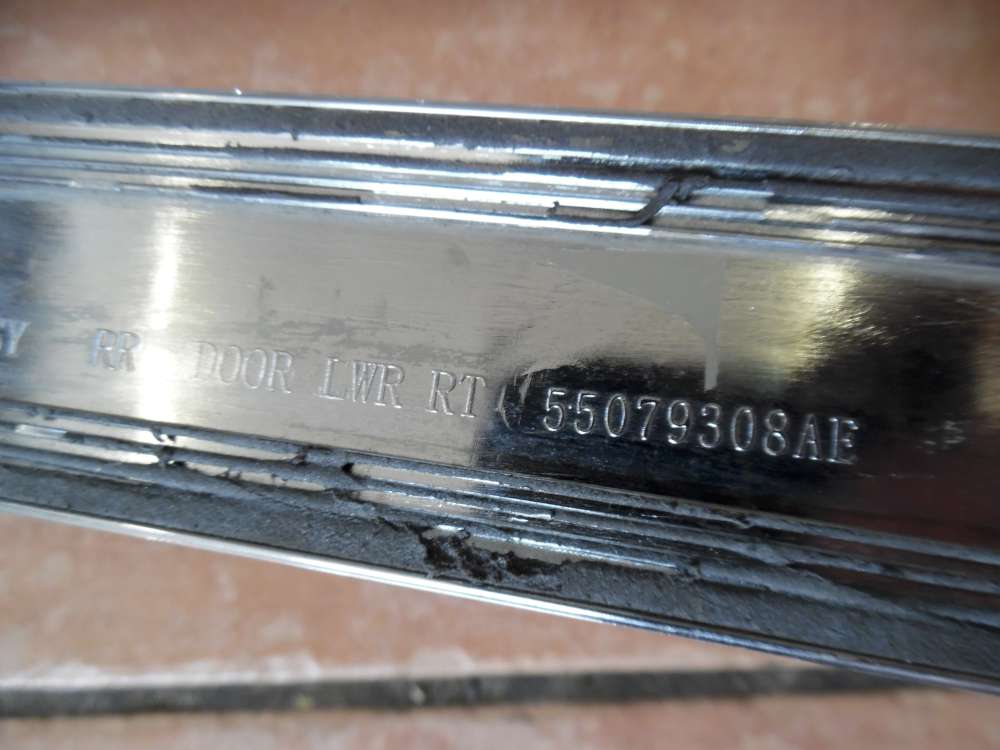 Y RR DOOR LWR RT 55079308AE